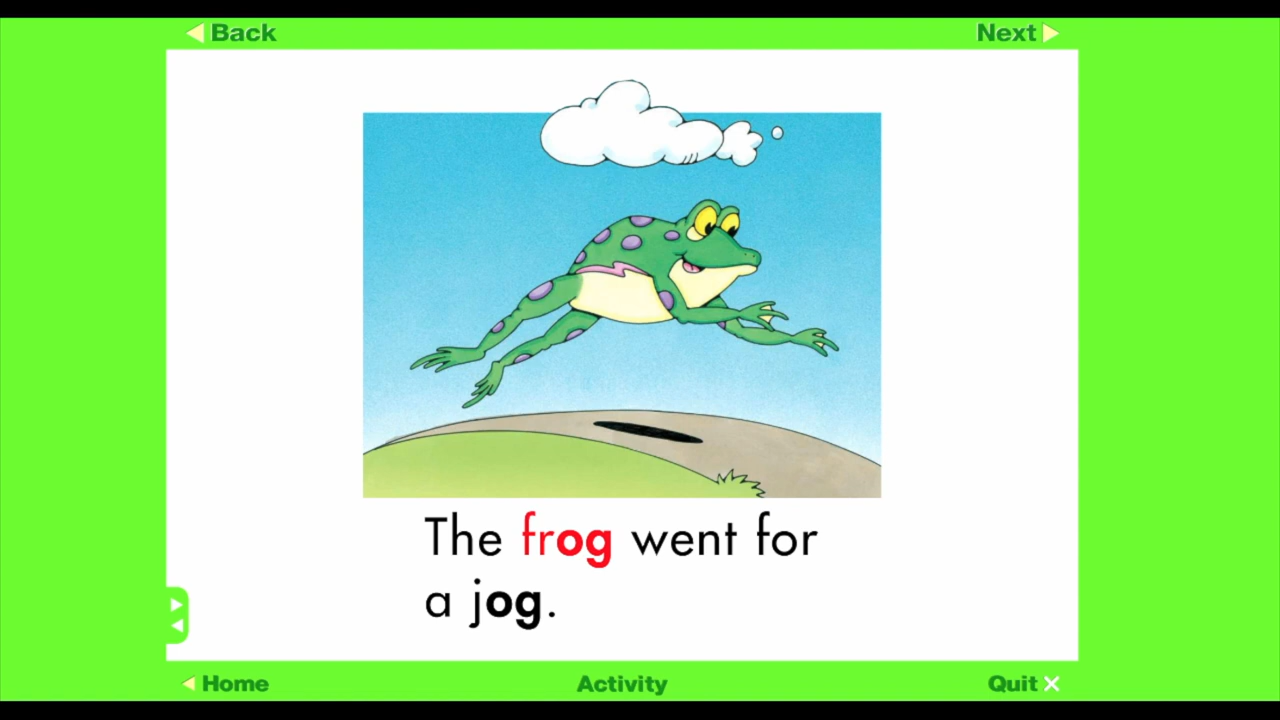 Back
Next
The frog went for
a jog.
Home
Activity
Quit